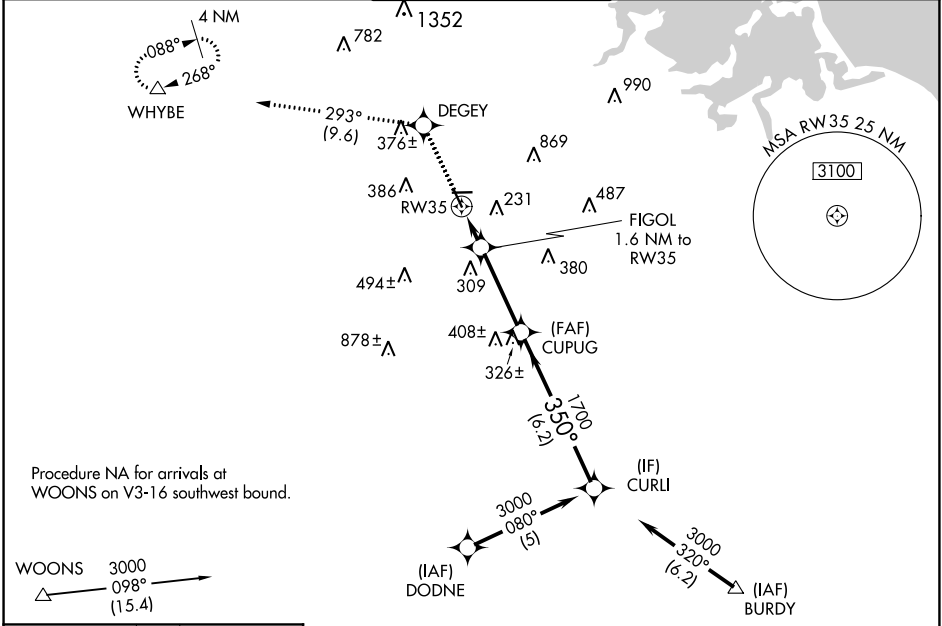 1352
782
4 NM
088°
268°
WHYBE
990
DEGEY
293°
(9.6)
376±
869
MSA RW35 25 NM
3100
386
RW35
231
487
FIGOL
1.6 NM to
RW35
494±
309
380
878±
408±
(FAF)
CUPUG
326±
1700
350°
(6.2)
Procedure NA for arrivals at
WOONS on V3-16 southwest bound.
(IF)
CURLI
3000
080°
(5)
(IAF)
DODNE
3000
320°
(6.2)
(IAF)
BURDY
WOONS
3000
098°
(15.4)